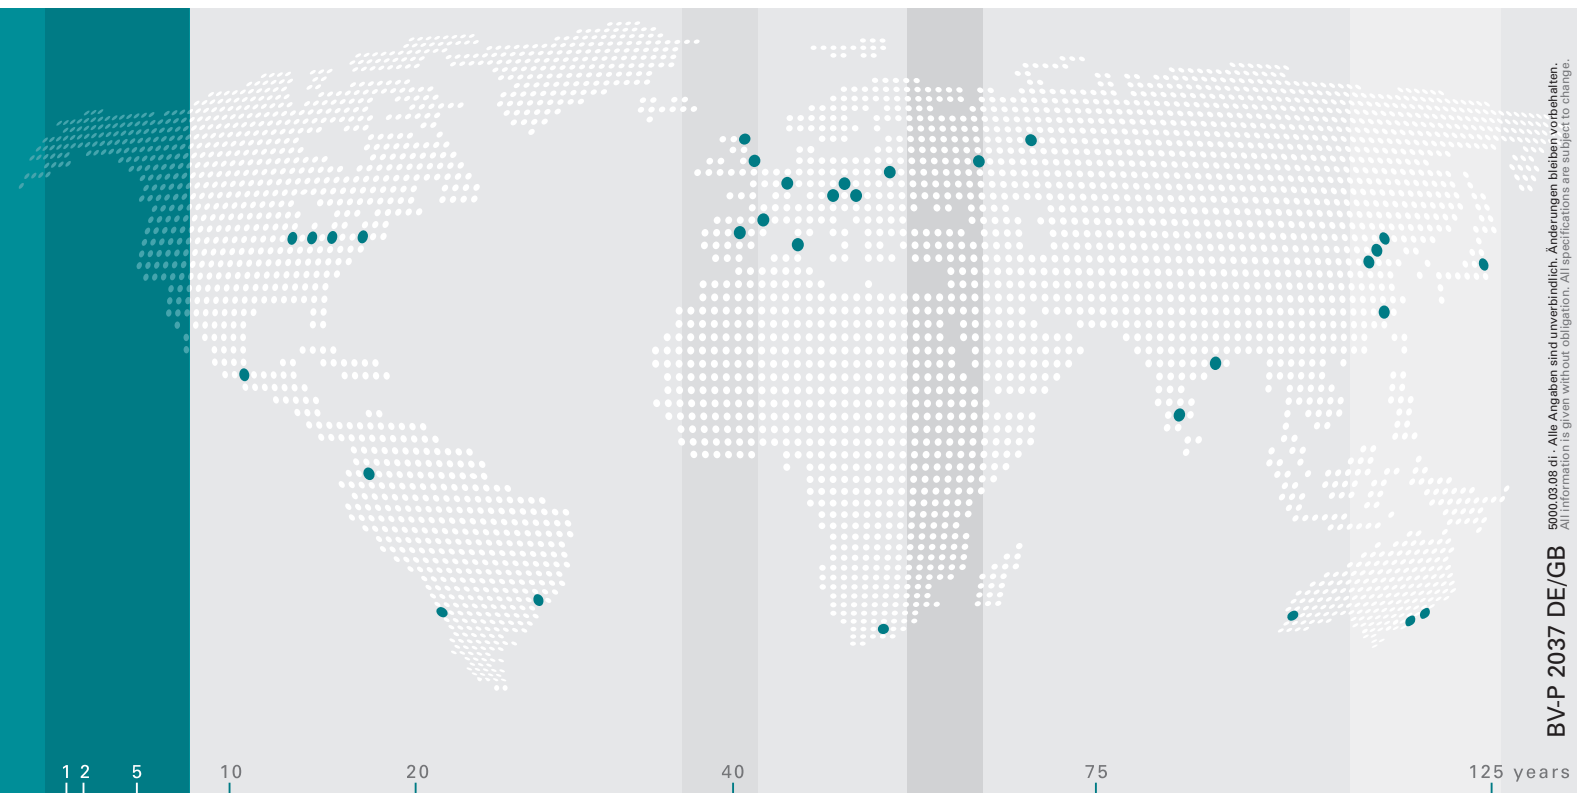 5000.03.08 di · Alle Angaben sind unverbindlich. Änderungen bleiben vorbehalten.
All information is given without obligation. All specifications are subject to change.
BV-P 2037 DE/GB
1 2 5 10 20 40 75 125 years